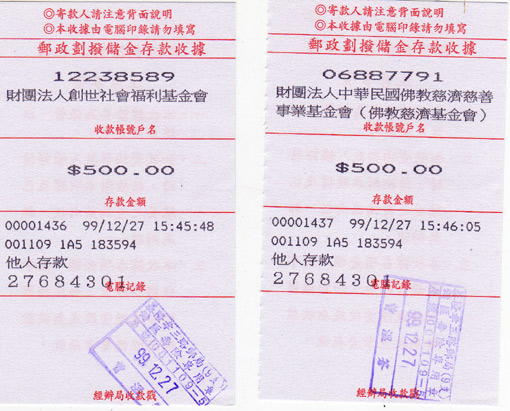 ◎寄款人請注意背面說明
◎本收據由電腦印錄請勿填寫
郵政劃撥儲金存款收據
12238589
財團法人創世社會福利基金會
收款帳號戶名
$500.00
存款金額
00001436 99/12/27 15:45:48
001109 1A5 183594
他人存款
27684301
電腦記錄
99.12.27
經辦局收款戳
◎寄款人請注意背面說明
◎本收據由電腦印錄請勿填寫
郵政劃撥儲金存款收據
06887791
財團法人中華民國佛教慈濟慈善
事業基金會（佛教慈濟基金會）
收款帳號戶名
$500.00
存款金額
00001437 99/12/27 15:46:05
001109 1A5 183594
他人存款
27684301
電腦記錄
99.12.27
經辦局收款戳